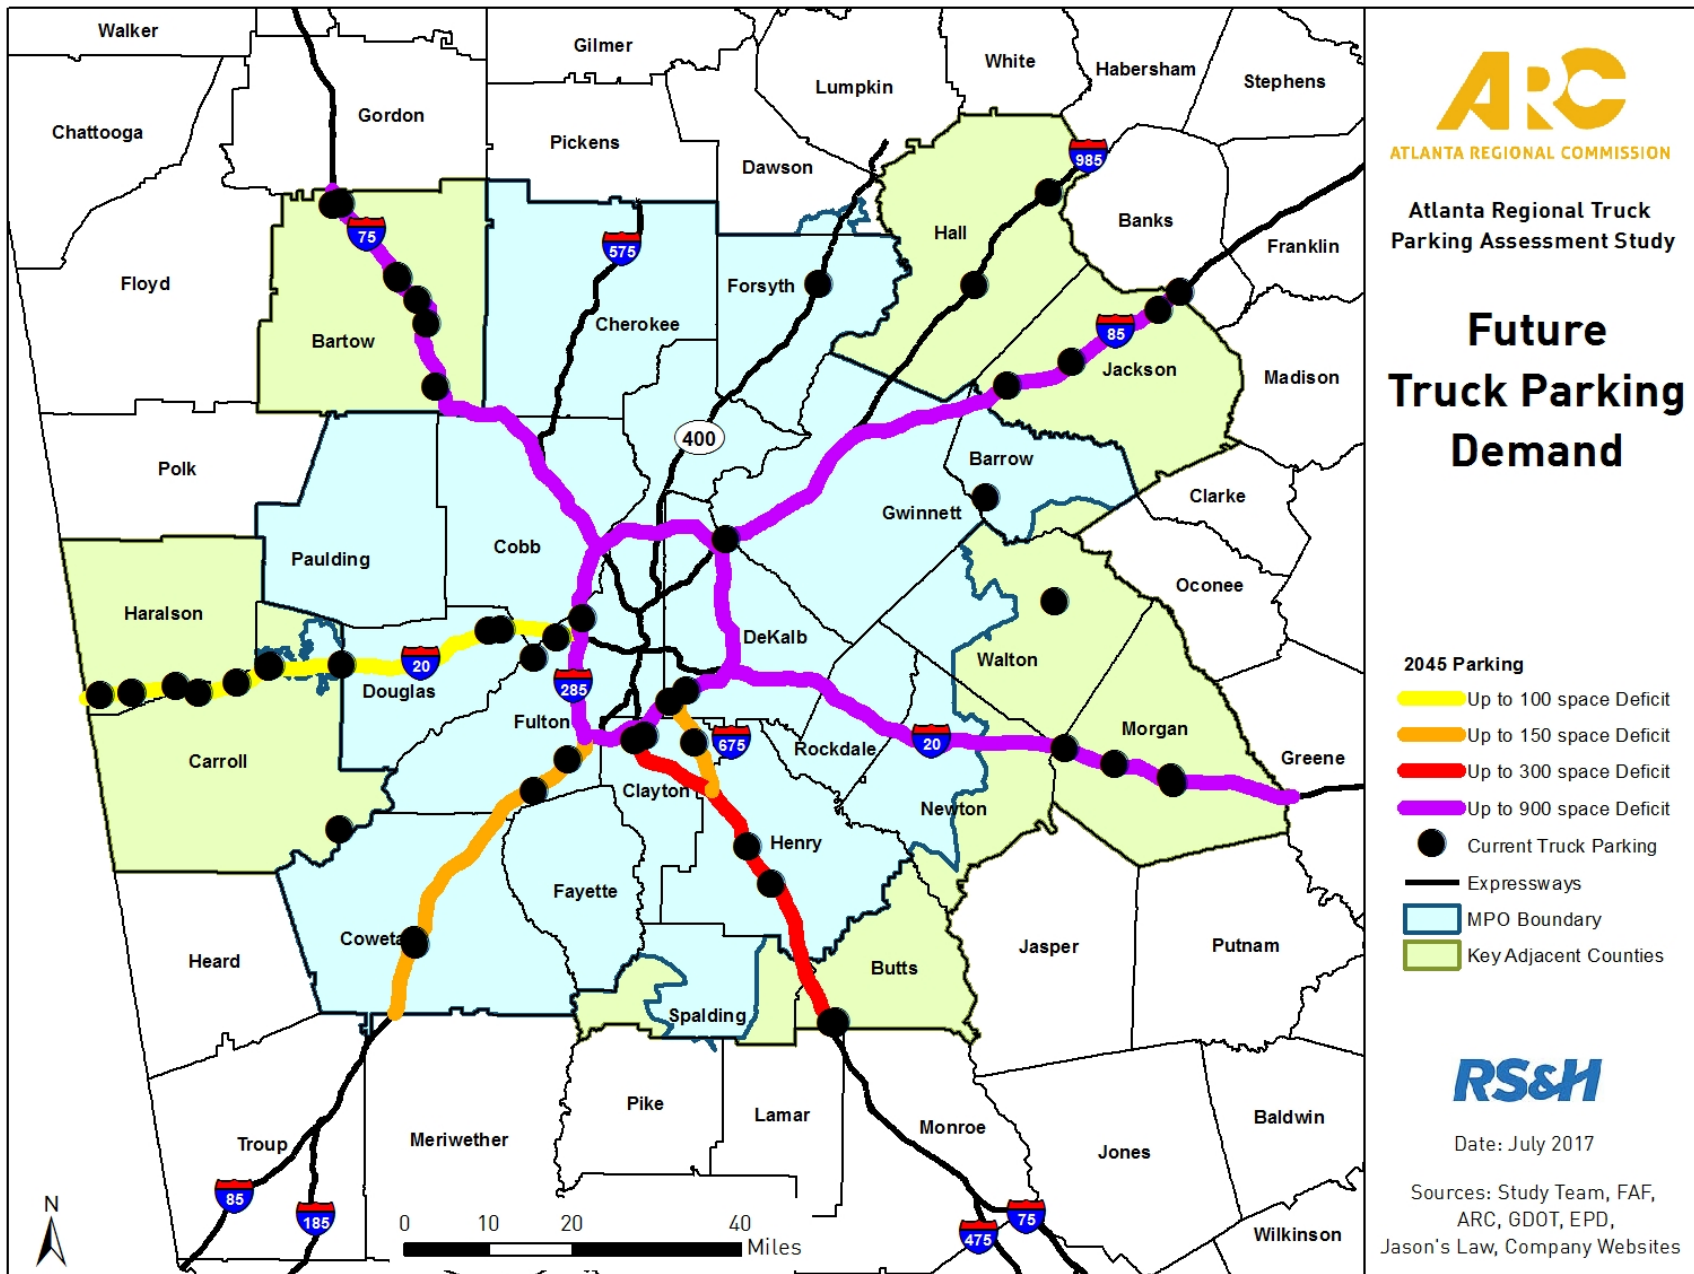 Walker
Gilmer
White
Habersham
Stephens
Lumpkin
Gordon
Chattooga
Pickens
Dawson
985
Banks
Hall
Franklin
75
575
Floyd
Forsyth
Cherokee
85
Bartow
Jackson
Madison
400
Polk
Barrow
Clarke
Gwinnett
Cobb
Paulding
Oconee
Haralson
DeKalb
Walton
20
Douglas
285
Fulton
675
Rockdale
20
Morgan
Greene
Carroll
Clayton
Newton
Henry
Fayette
Coweta
Heard
Butts
Jasper
Putnam
Spalding
Pike
Lamar
Monroe
Baldwin
Troup
Meriwether
Jones
85
185
75
475
Wilkinson
N
0 10 20 40
Miles
ARC
ATLANTA REGIONAL COMMISSION
Atlanta Regional Truck
Parking Assessment Study
Future
Truck Parking
Demand
2045 Parking
Up to 100 space Deficit
Up to 150 space Deficit
Up to 300 space Deficit
Up to 900 space Deficit
Current Truck Parking
Expressways
MPO Boundary
Key Adjacent Counties
RS&H
Date: July 2017
Sources: Study Team, FAF,
ARC, GDOT, EPD,
Jason's Law, Company Websites